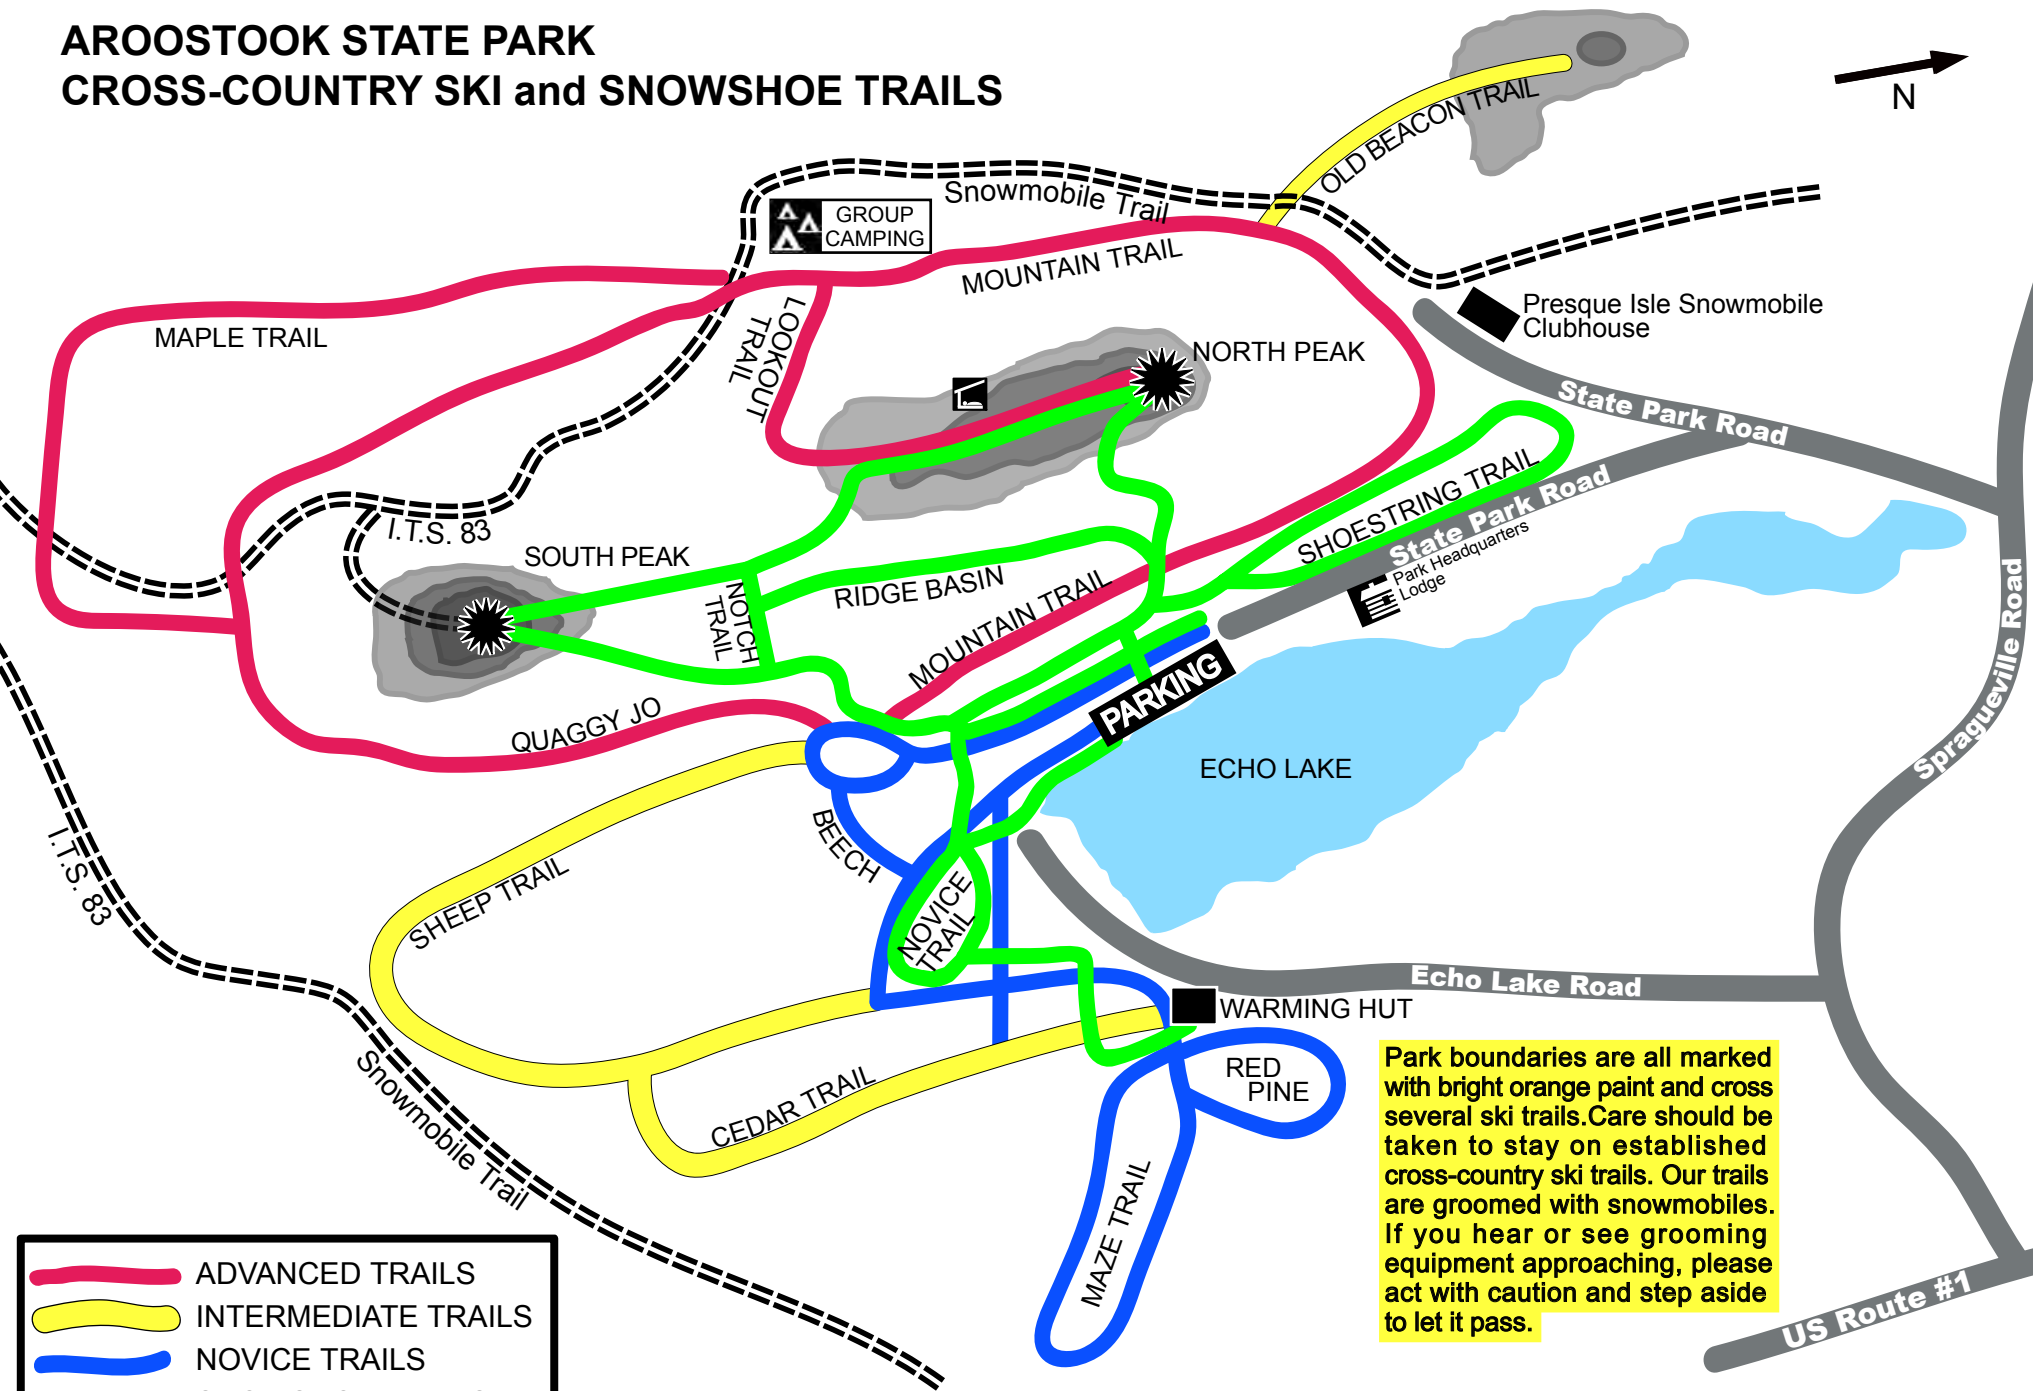 AROOSTOOK STATE PARK
CROSS-COUNTRY SKI and SNOWSHOE TRAILS
N
OLD BEACON TRAIL
Snowmobile Trail
GROUP
CAMPING
MOUNTAIN TRAIL
Presque Isle Snowmobile
Clubhouse
MAPLE TRAIL
LOOKOUT
TRAIL
NORTH PEAK
State Park Road
SHOESTRING TRAIL
State Park Road
Park Headquarters
Lodge
I.T.S. 83
SOUTH PEAK
NOTCH
TRAIL
RIDGE BASIN
MOUNTAIN TRAIL
PARKING
QUAGGY JO
ECHO LAKE
Spragueville Road
BEECH
I.T.S. 83
SHEEP TRAIL
NOVICE
TRAIL
Echo Lake Road
WARMING HUT
Snowmobile Trail
CEDAR TRAIL
RED
PINE
MAZE TRAIL
Park boundaries are all marked
with bright orange paint and cross
several ski trails.Care should be
taken to stay on established
cross-country ski trails. Our trails
are groomed with snowmobiles.
If you hear or see grooming
equipment approaching, please
act with caution and step aside
to let it pass.
US Route #1
ADVANCED TRAILS
INTERMEDIATE TRAILS
NOVICE TRAILS